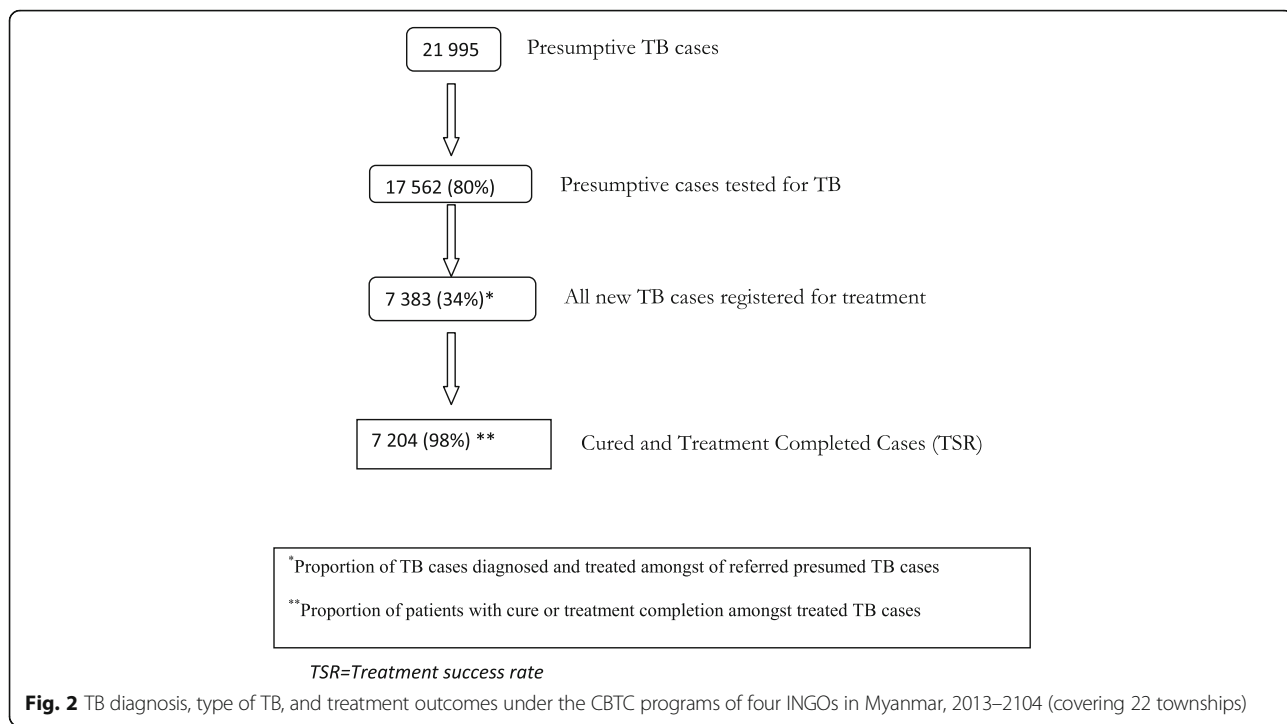 21 995 Presumptive TB cases
17 562 (80%) Presumptive cases tested for TB
7 383 (34%)* All new TB cases registered for treatment
7 204 (98%) ** Cured and Treatment Completed Cases (TSR)
*Proportion of TB cases diagnosed and treated amongst of referred presumed TB cases
**Proportion of patients with cure or treatment completion amongst treated TB cases
TSR=Treatment success rate
Fig. 2 TB diagnosis, type of TB, and treatment outcomes under the CBTC programs of four INGOs in Myanmar, 2013–2104 (covering 22 townships)